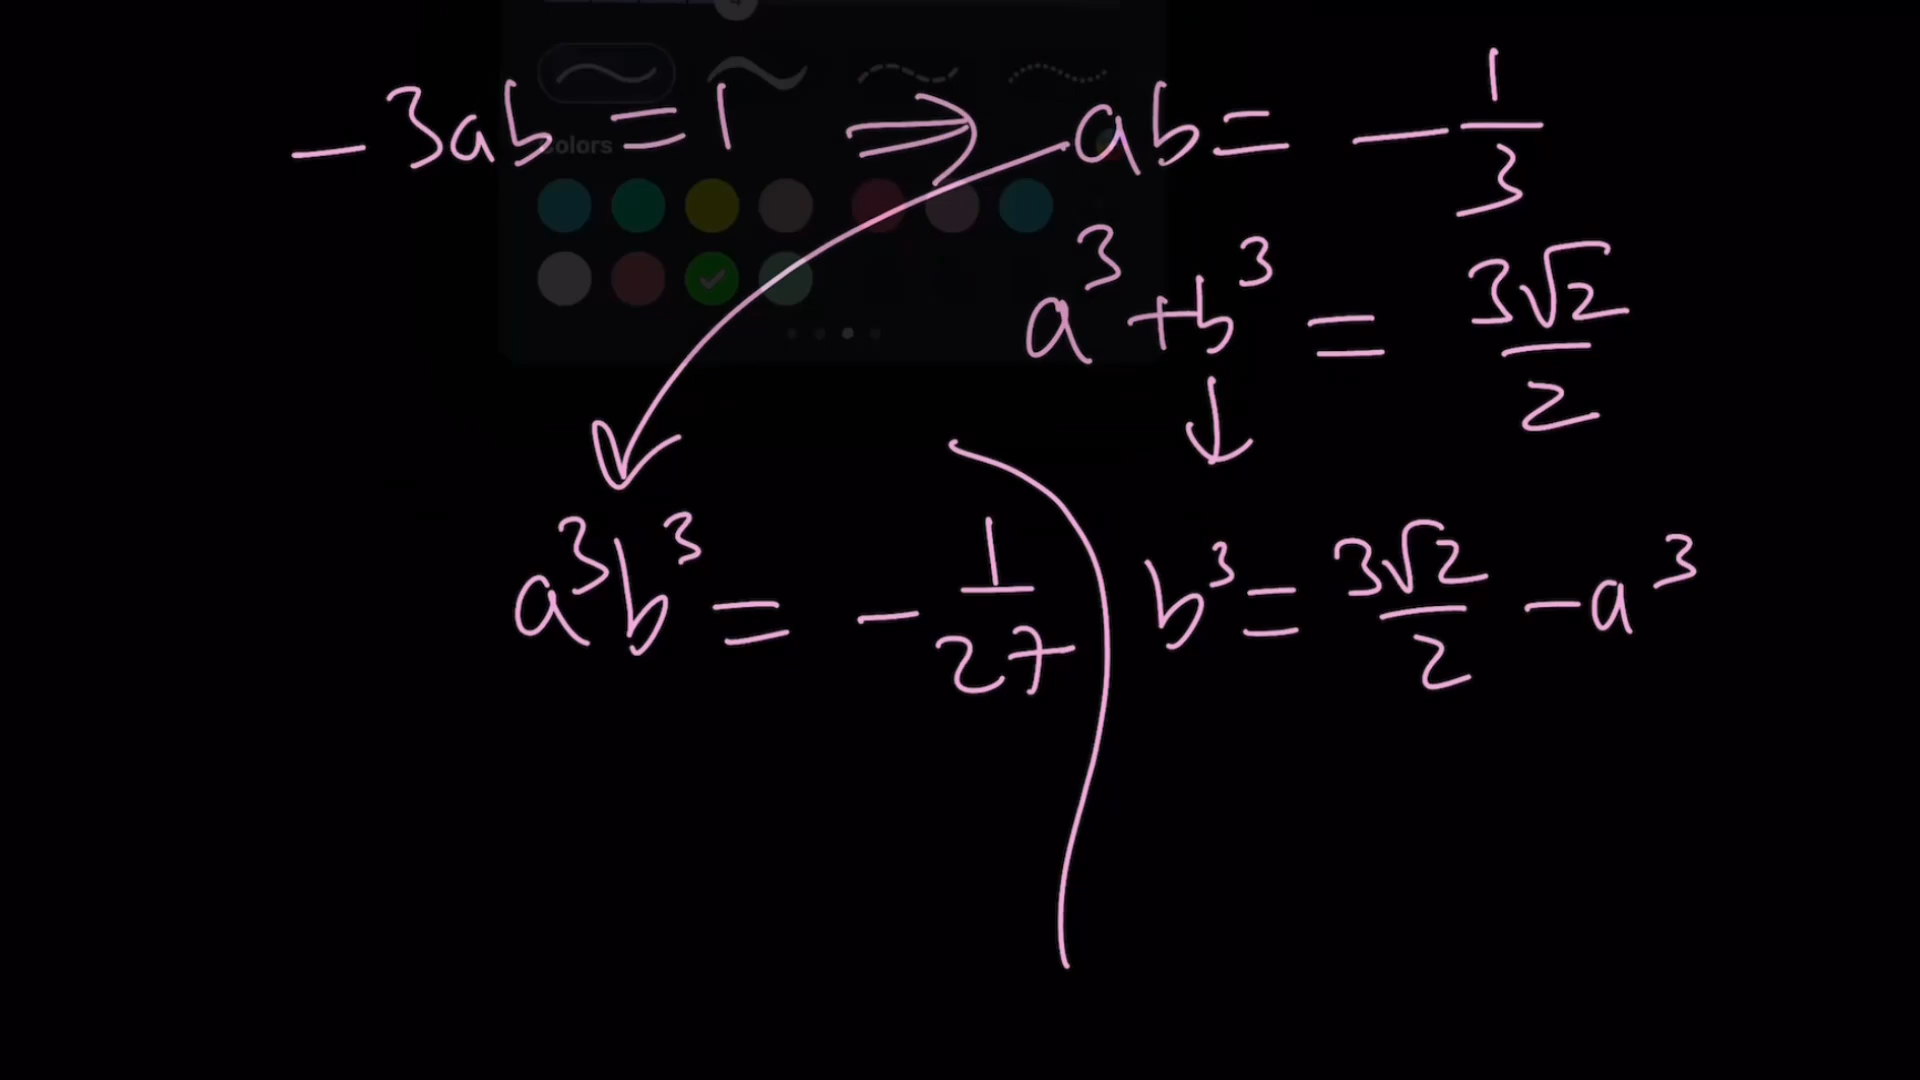 -3ab = 1 ⇒ ab = -1/3
Colors
a³ + b³ = 3√2/2
a³b³ = -1/27
b³ = 3√2/2 - a³